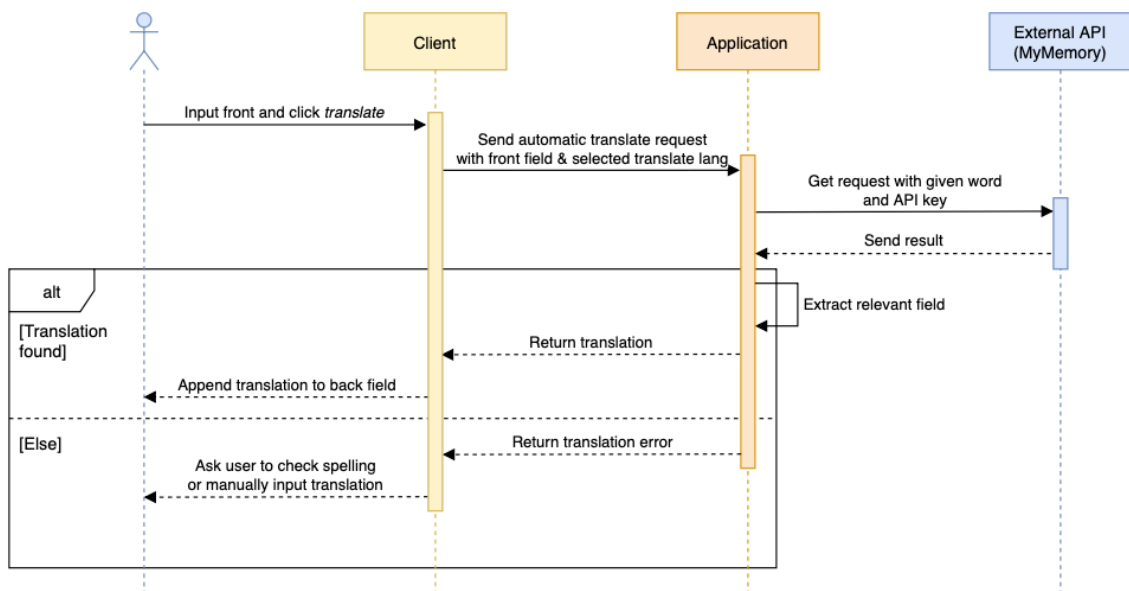 Client
Application
External API
(MyMemory)
Input front and click translate
Send automatic translate request
with front field & selected translate lang
Get request with given word
and API key
Send result
alt
Extract relevant field
[Translation
found]
Return translation
Append translation to back field
[Else]
Return translation error
Ask user to check spelling
or manually input translation